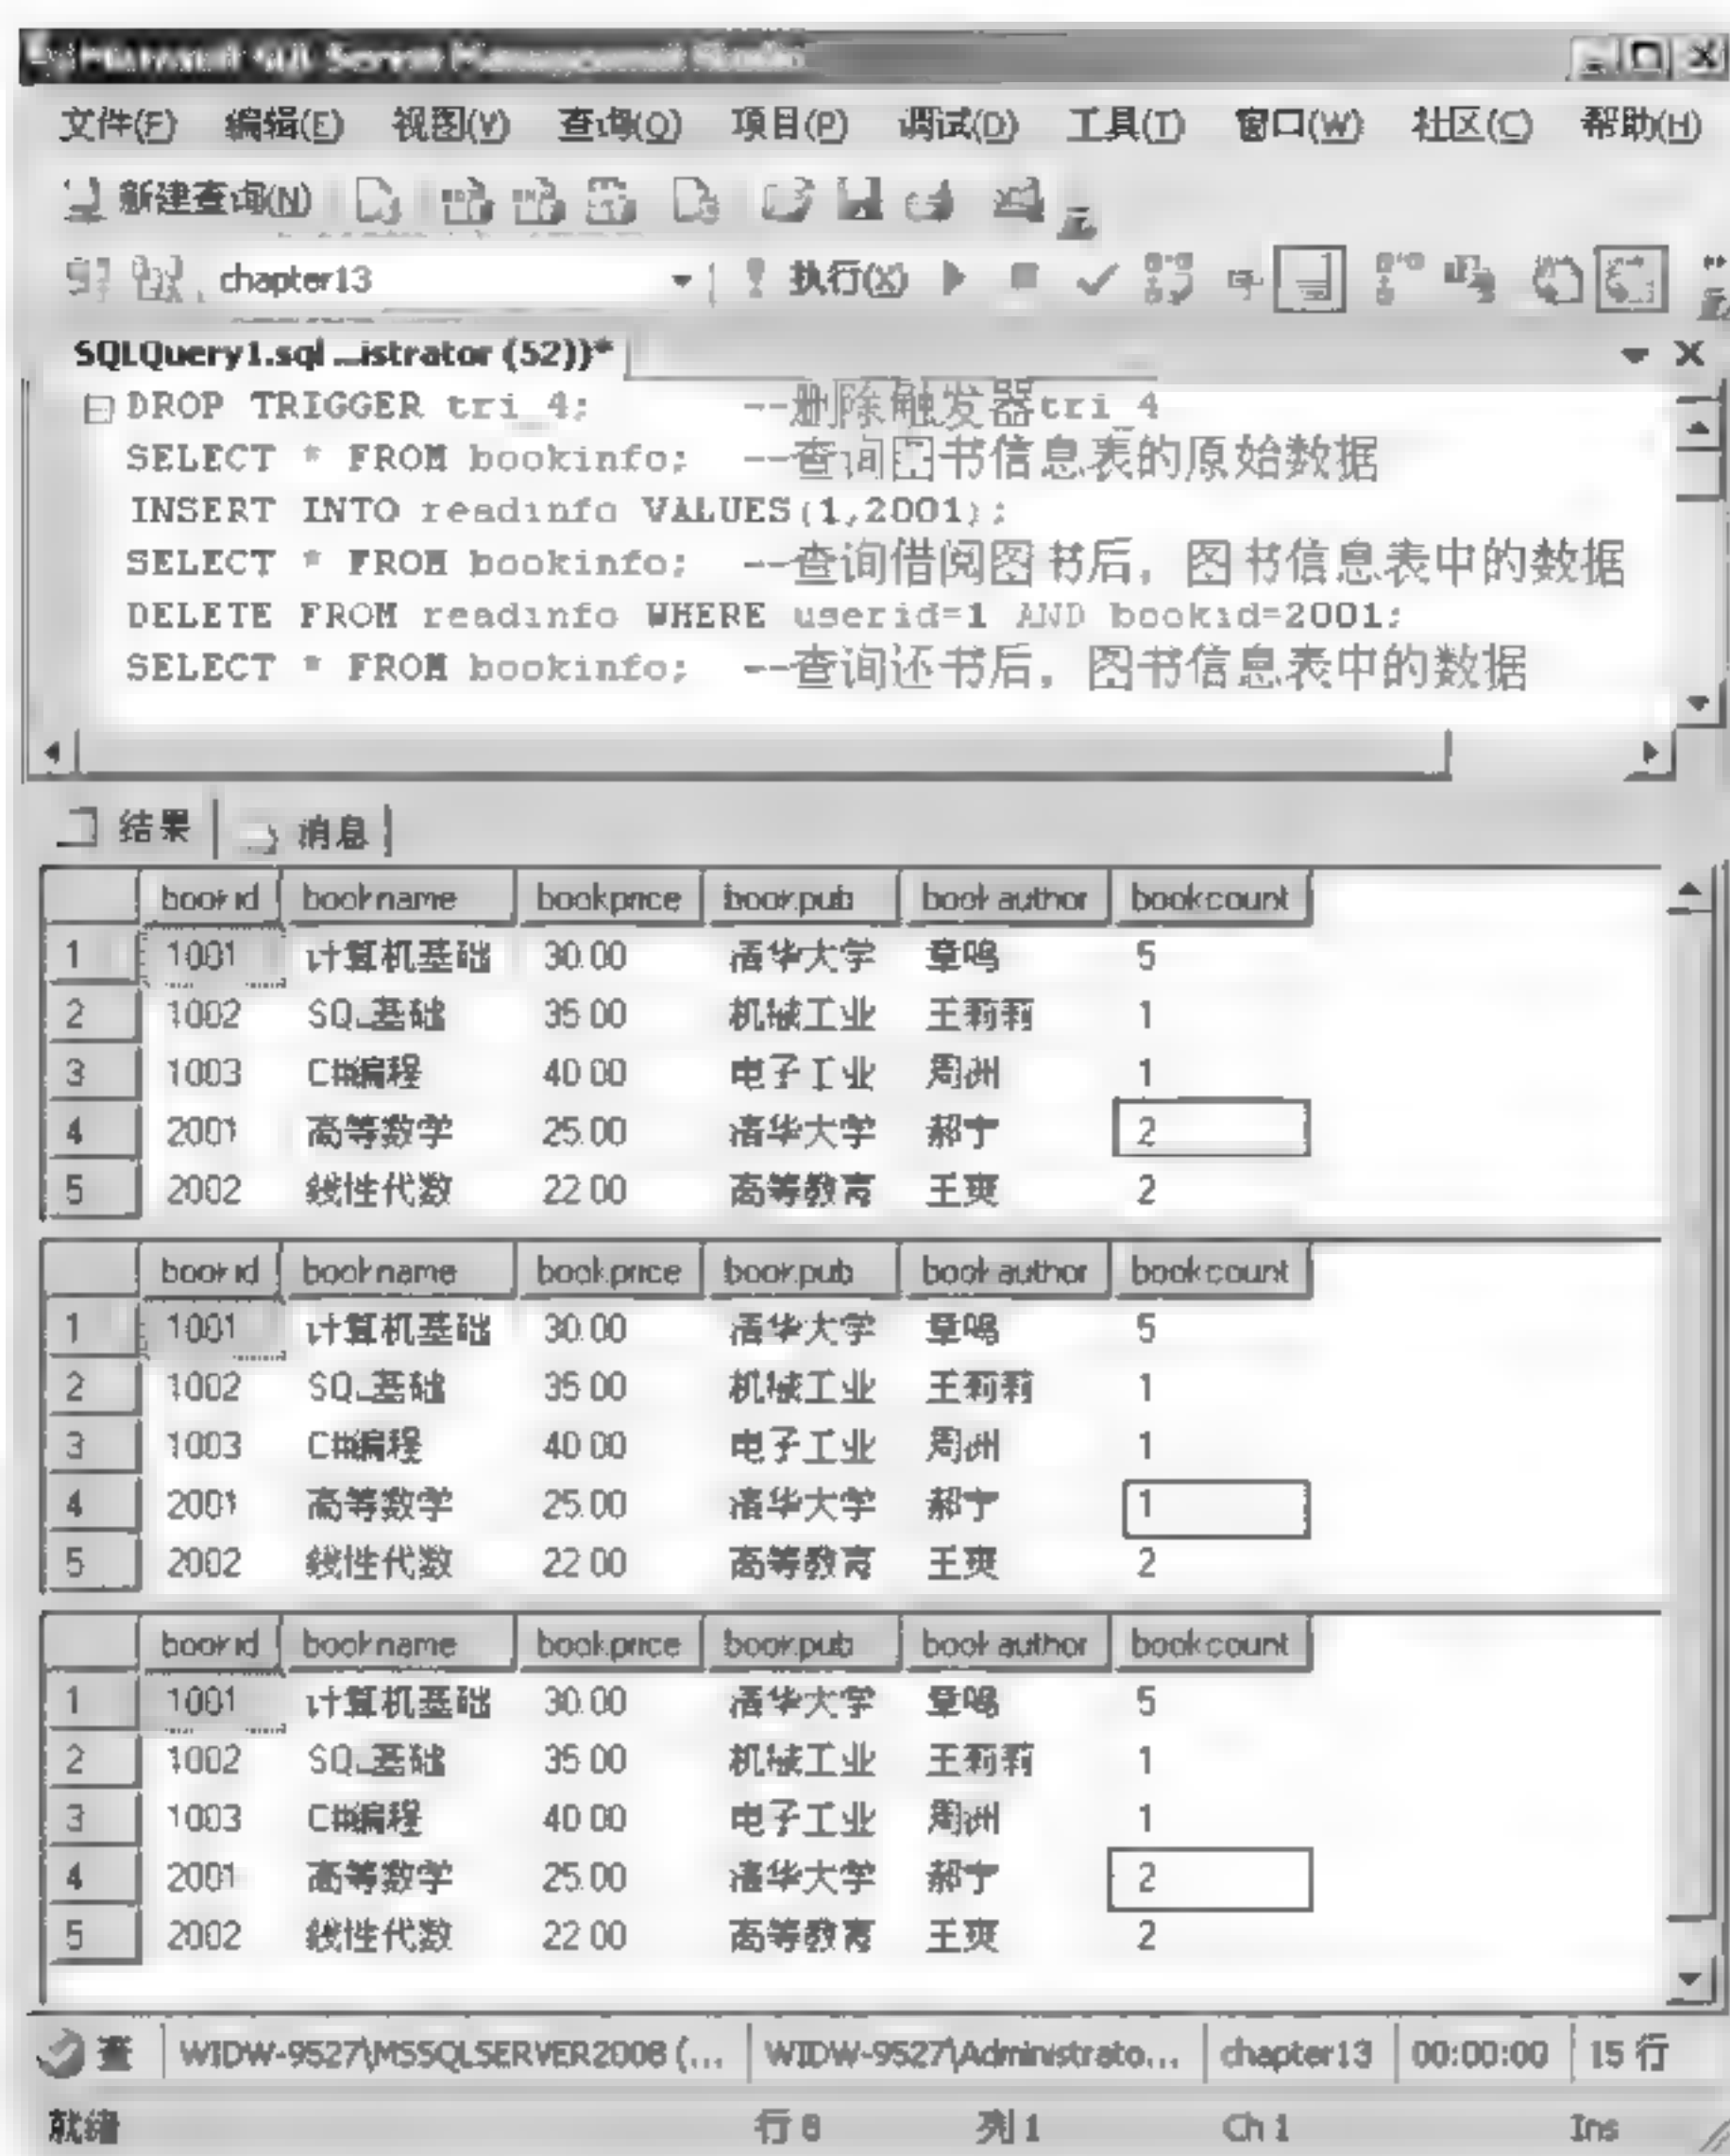 Microsoft SQL Server Management Studio
文件(F) 编辑(E) 视图(V) 查询(Q) 项目(P) 调试(D) 工具(T) 窗口(W) 社区(C) 帮助(H)
新建查询(N)
chapter13 执行(X)
SQLQuery1.sql ...istrator (52))*
DROP TRIGGER tri_4; --删除触发器tri_4
SELECT * FROM bookinfo; --查询图书信息表的原始数据
INSERT INTO readinfo VALUES(1,2001);
SELECT * FROM bookinfo; --查询借阅图书后，图书信息表中的数据
DELETE FROM readinfo WHERE userid=1 AND bookid=2001;
SELECT * FROM bookinfo; --查询还书后，图书信息表中的数据
结果 消息
bookid bookname bookprice bookpub bookauthor bookcount
1 1001 计算机基础 30.00 清华大学 章鸣 5
2 1002 SQL基础 35.00 机械工业 王莉莉 1
3 1003 C#编程 40.00 电子工业 周洲 1
4 2001 高等数学 25.00 清华大学 郝宁 2
5 2002 线性代数 22.00 高等教育 王爽 2
bookid bookname bookprice bookpub bookauthor bookcount
1 1001 计算机基础 30.00 清华大学 章鸣 5
2 1002 SQL基础 35.00 机械工业 王莉莉 1
3 1003 C#编程 40.00 电子工业 周洲 1
4 2001 高等数学 25.00 清华大学 郝宁 1
5 2002 线性代数 22.00 高等教育 王爽 2
bookid bookname bookprice bookpub bookauthor bookcount
1 1001 计算机基础 30.00 清华大学 章鸣 5
2 1002 SQL基础 35.00 机械工业 王莉莉 1
3 1003 C#编程 40.00 电子工业 周洲 1
4 2001 高等数学 25.00 清华大学 郝宁 2
5 2002 线性代数 22.00 高等教育 王爽 2
查 WIDW-9527\MSSQLSERVER2008 (... WIDW-9527\Administrato... chapter13 00:00:00 15 行
就绪 行 8 列 1 Ch 1 Ins